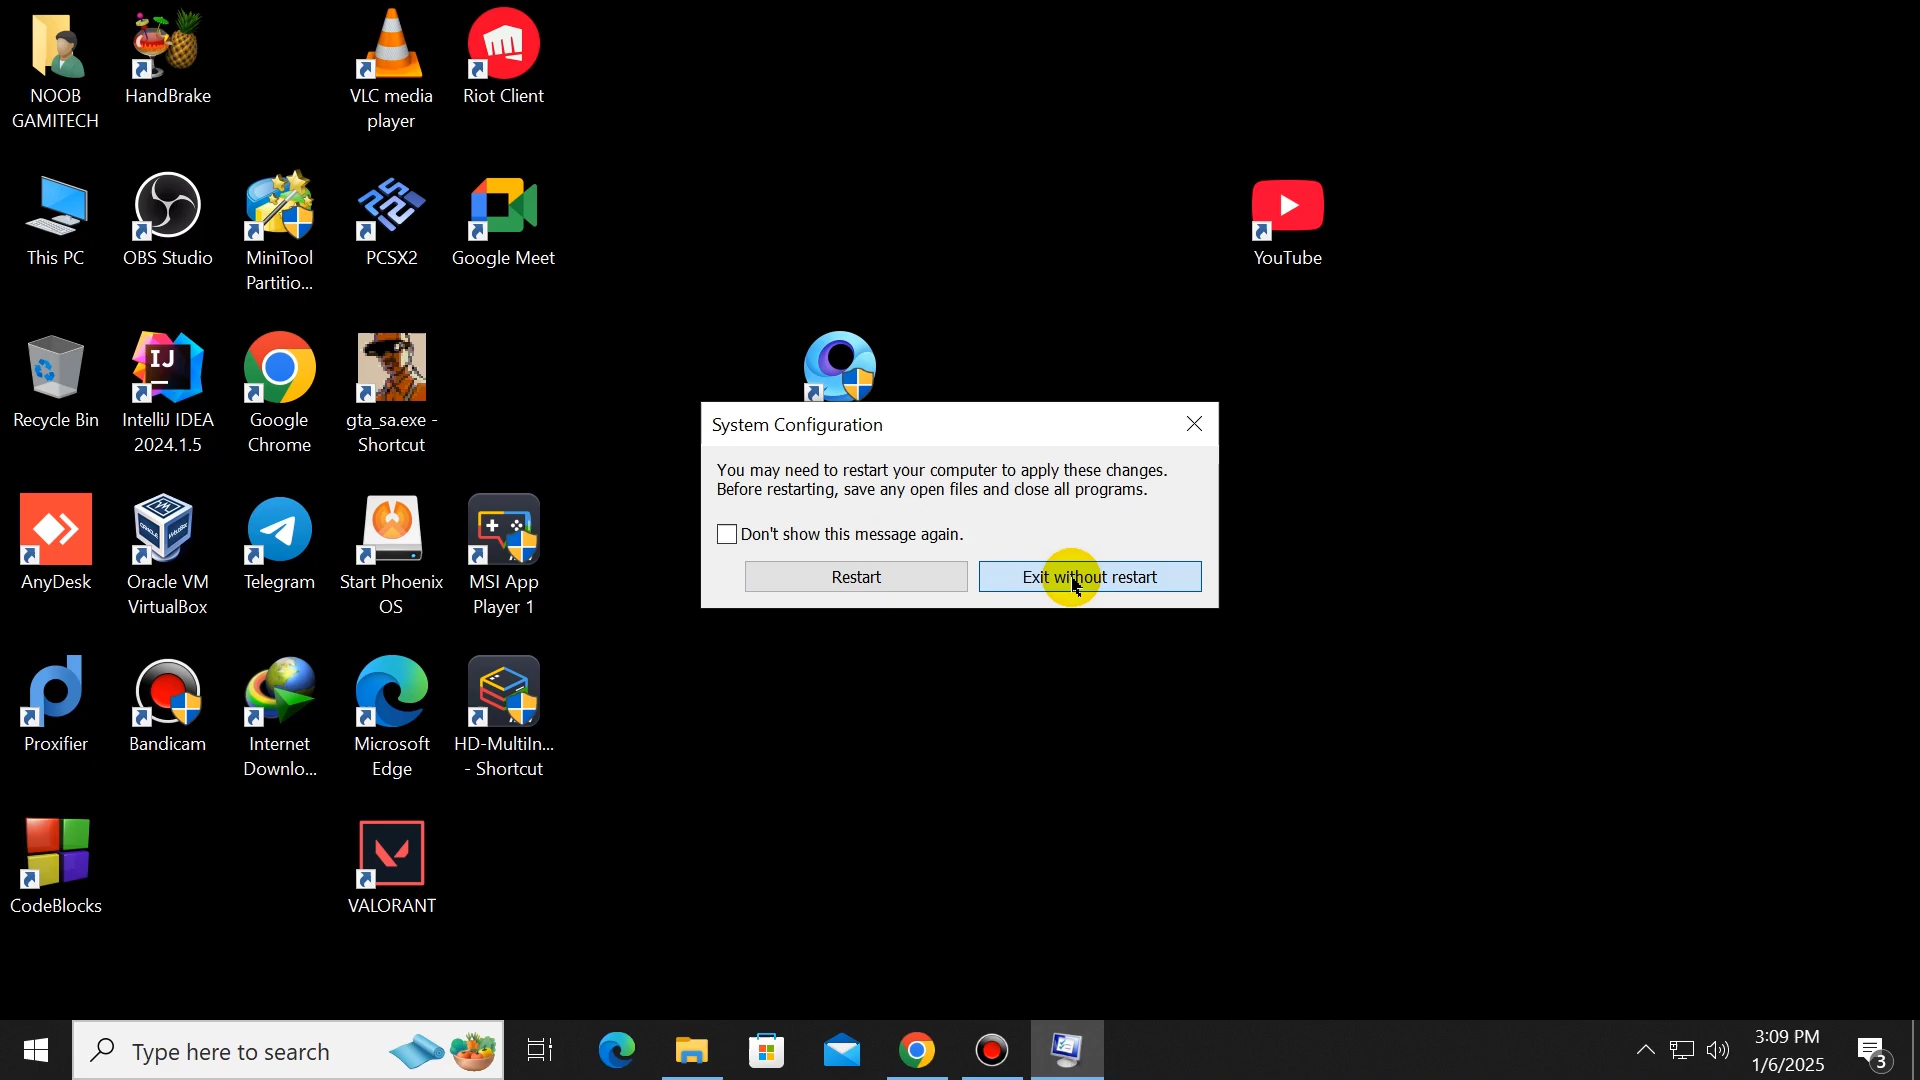 NOOB
GAMITECH
HandBrake
VLC media
player
Riot Client
This PC
OBS Studio
MiniTool
Partitio...
PCSX2
Google Meet
YouTube
Recycle Bin
IJ
IntelliJ IDEA
2024.1.5
Google
Chrome
gta_sa.exe -
Shortcut
System Configuration
You may need to restart your computer to apply these changes.
Before restarting, save any open files and close all programs.
Don't show this message again.
Restart
Exit without restart
AnyDesk
Oracle VM
VirtualBox
Telegram
Start Phoenix
OS
MSI App
Player 1
Proxifier
Bandicam
Internet
Downlo...
Microsoft
Edge
HD-MultiIn...
- Shortcut
CodeBlocks
VALORANT
Type here to search
3:09 PM
1/6/2025
3